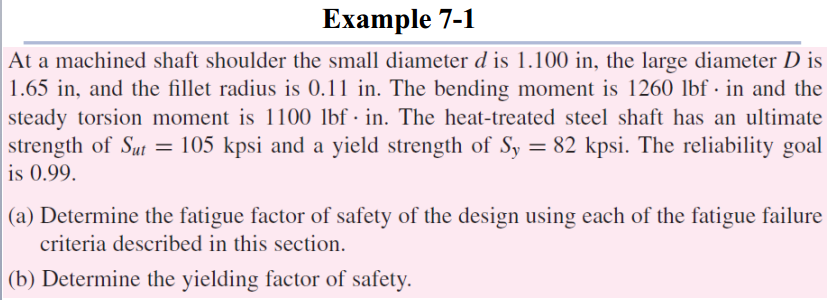 Example 7-1
At a machined shaft shoulder the small diameter d is 1.100 in, the large diameter D is
1.65 in, and the fillet radius is 0.11 in. The bending moment is 1260 lbf · in and the
steady torsion moment is 1100 lbf · in. The heat-treated steel shaft has an ultimate
strength of Sut = 105 kpsi and a yield strength of Sy = 82 kpsi. The reliability goal
is 0.99.
(a) Determine the fatigue factor of safety of the design using each of the fatigue failure
criteria described in this section.
(b) Determine the yielding factor of safety.